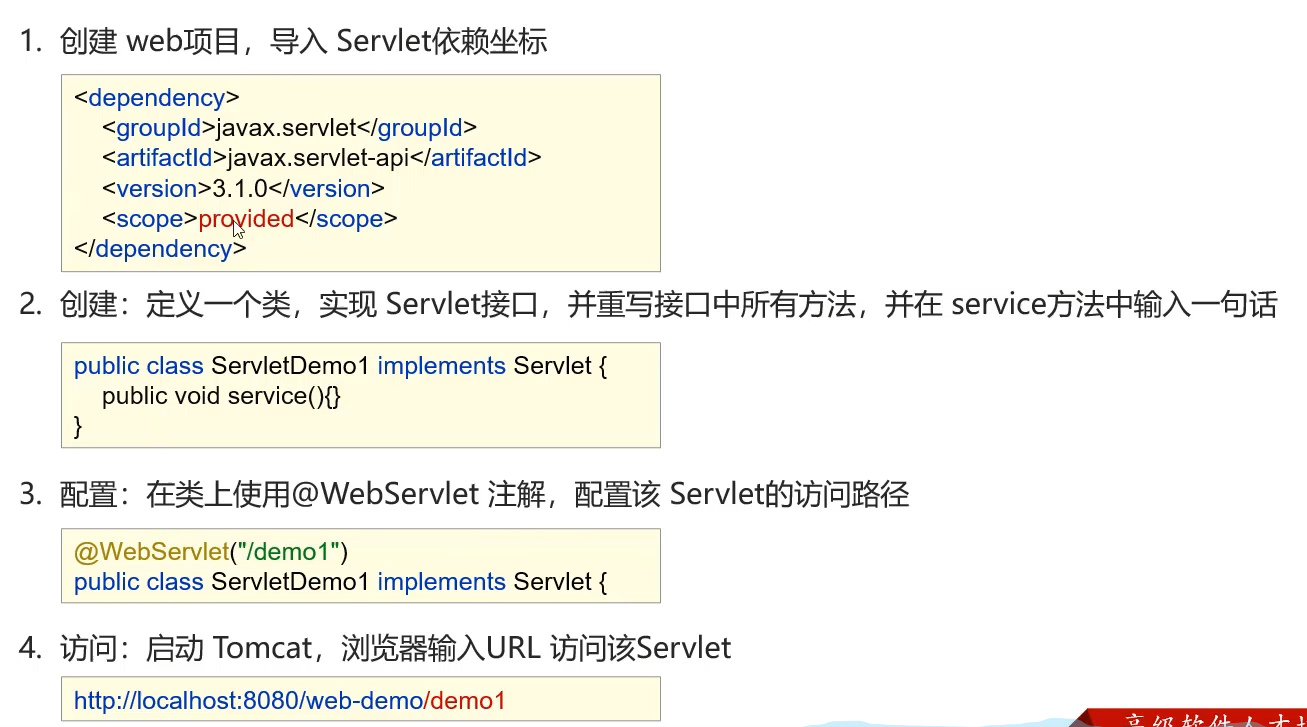 1. 创建 web项目，导入 Servlet依赖坐标
<dependency>
<groupId>javax.servlet</groupId>
<artifactId>javax.servlet-api</artifactId>
<version>3.1.0</version>
<scope>provided</scope>
</dependency>
2. 创建：定义一个类，实现 Servlet接口，并重写接口中所有方法，并在 service方法中输入一句话
public class ServletDemo1 implements Servlet {
public void service(){}
}
3. 配置：在类上使用@WebServlet 注解，配置该 Servlet的访问路径
@WebServlet("/demo1")
public class ServletDemo1 implements Servlet {
4. 访问：启动 Tomcat，浏览器输入URL 访问该Servlet
http://localhost:8080/web-demo/demo1
高级软件人才